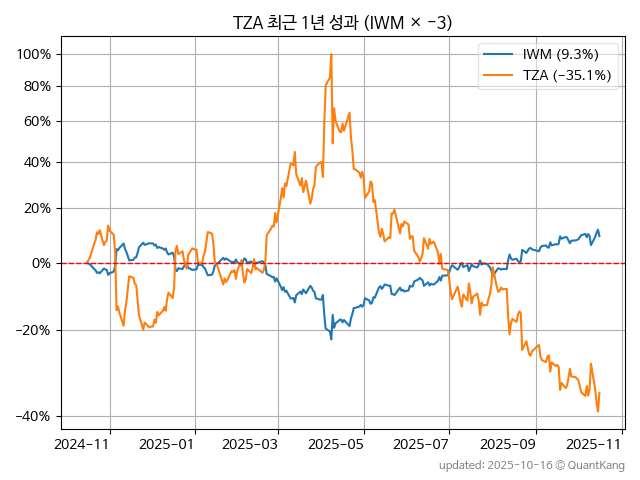 TZA 최근 1년 성과 (IWM × −3)
IWM (9.3%)
TZA (−35.1%)
100%
80%
60%
40%
20%
0%
−20%
−40%
2024-11 2025-01 2025-03 2025-05 2025-07 2025-09 2025-11
updated: 2025-10-16 © QuantKang